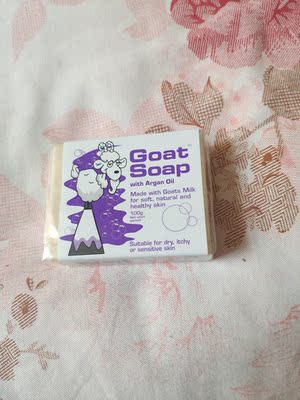 Goat
Soap
with Argan Oil
Made with Goats Milk
for soft, natural and
healthy skin
100g
Suitable for dry, itchy
or sensitive skin